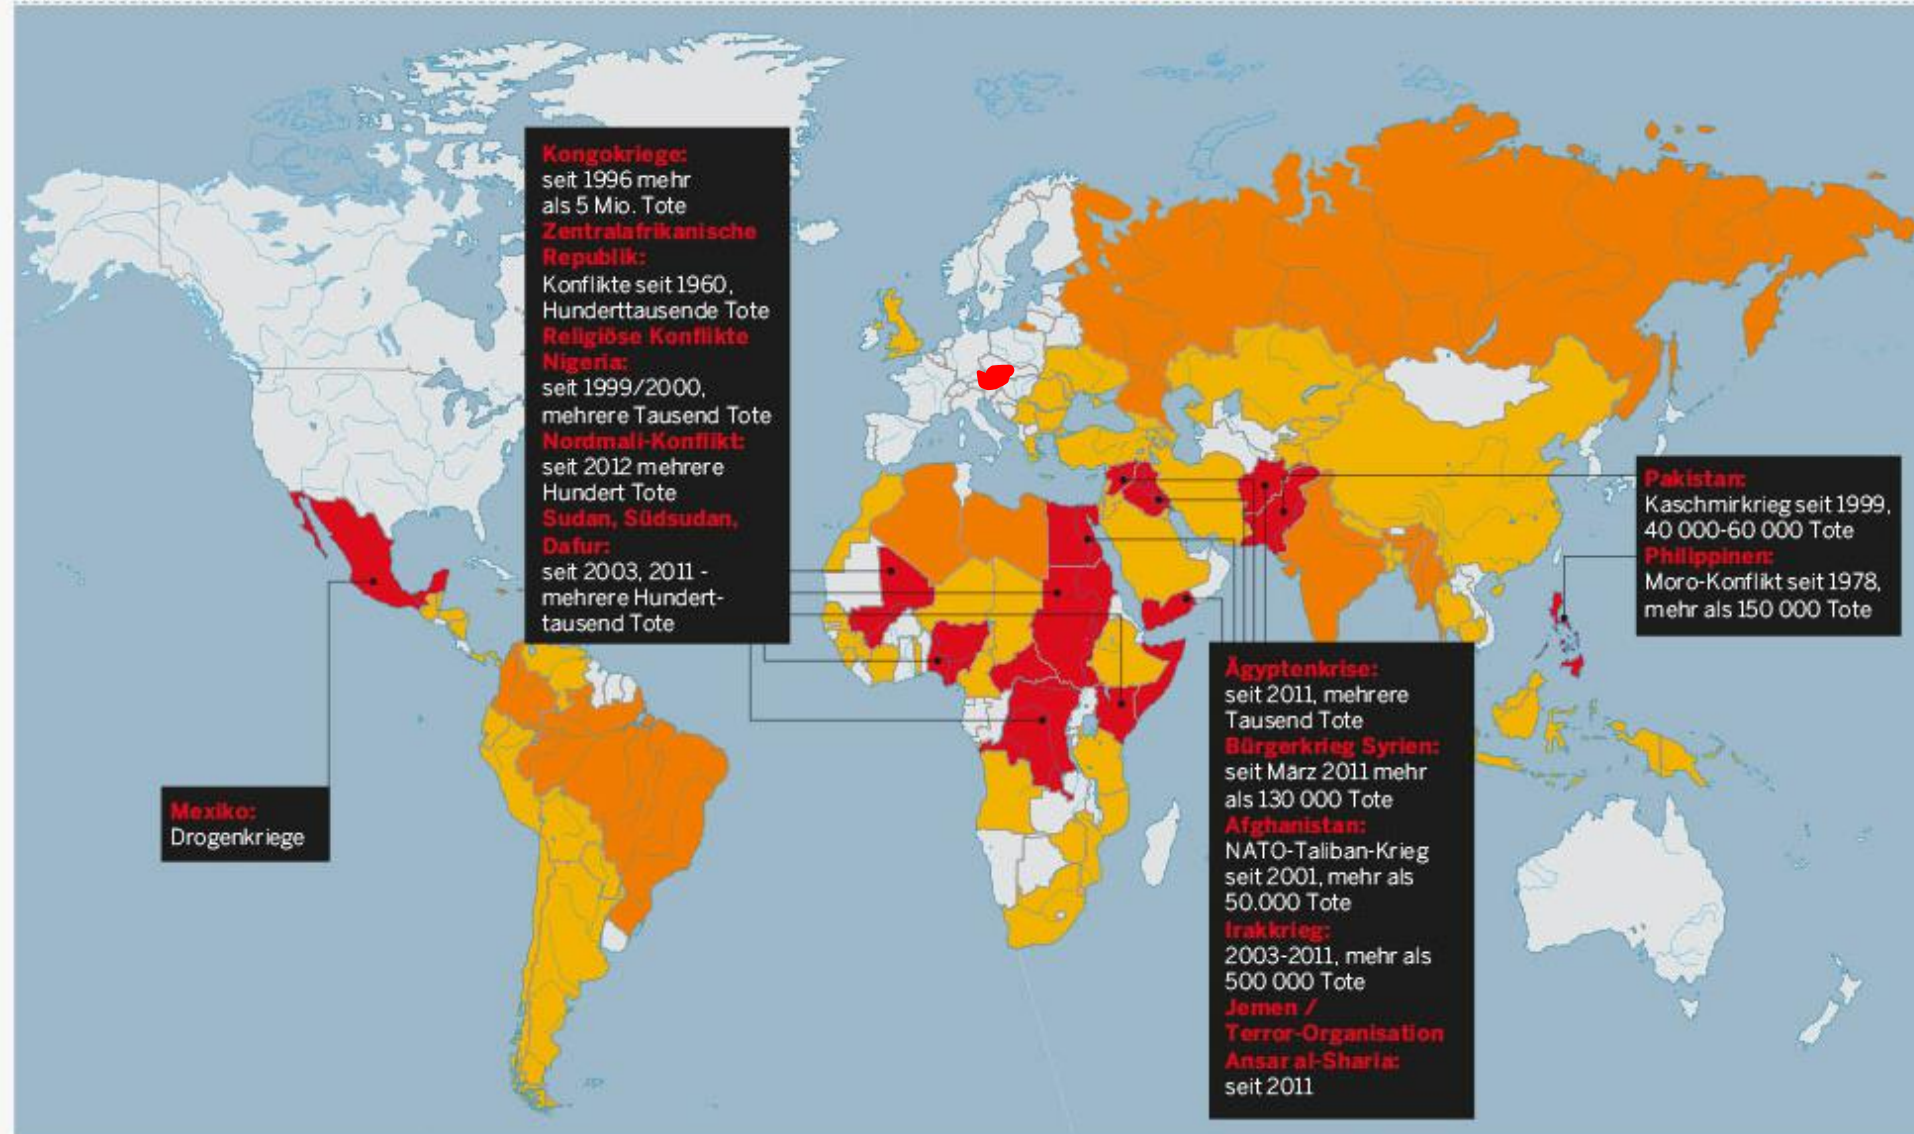 Kongokriege:
seit 1996 mehr
als 5 Mio. Tote
Zentralafrikanische
Republik:
Konflikte seit 1960,
Hunderttausende Tote
Religiöse Konflikte
Nigeria:
seit 1999/2000,
mehrere Tausend Tote
Nordmali-Konflikt:
seit 2012 mehrere
Hundert Tote
Sudan, Südsudan,
Dafur:
seit 2003, 2011 -
mehrere Hundert-
tausend Tote
Pakistan:
Kaschmirkrieg seit 1999,
40 000-60 000 Tote
Philippinen:
Moro-Konflikt seit 1978,
mehr als 150 000 Tote
Ägyptenkrise:
seit 2011, mehrere
Tausend Tote
Bürgerkrieg Syrien:
seit März 2011 mehr
als 130 000 Tote
Afghanistan:
NATO-Taliban-Krieg
seit 2001, mehr als
50.000 Tote
Irakkrieg:
2003-2011, mehr als
500 000 Tote
Jemen /
Terror-Organisation
Ansar al-Sharia:
seit 2011
Mexiko:
Drogenkriege